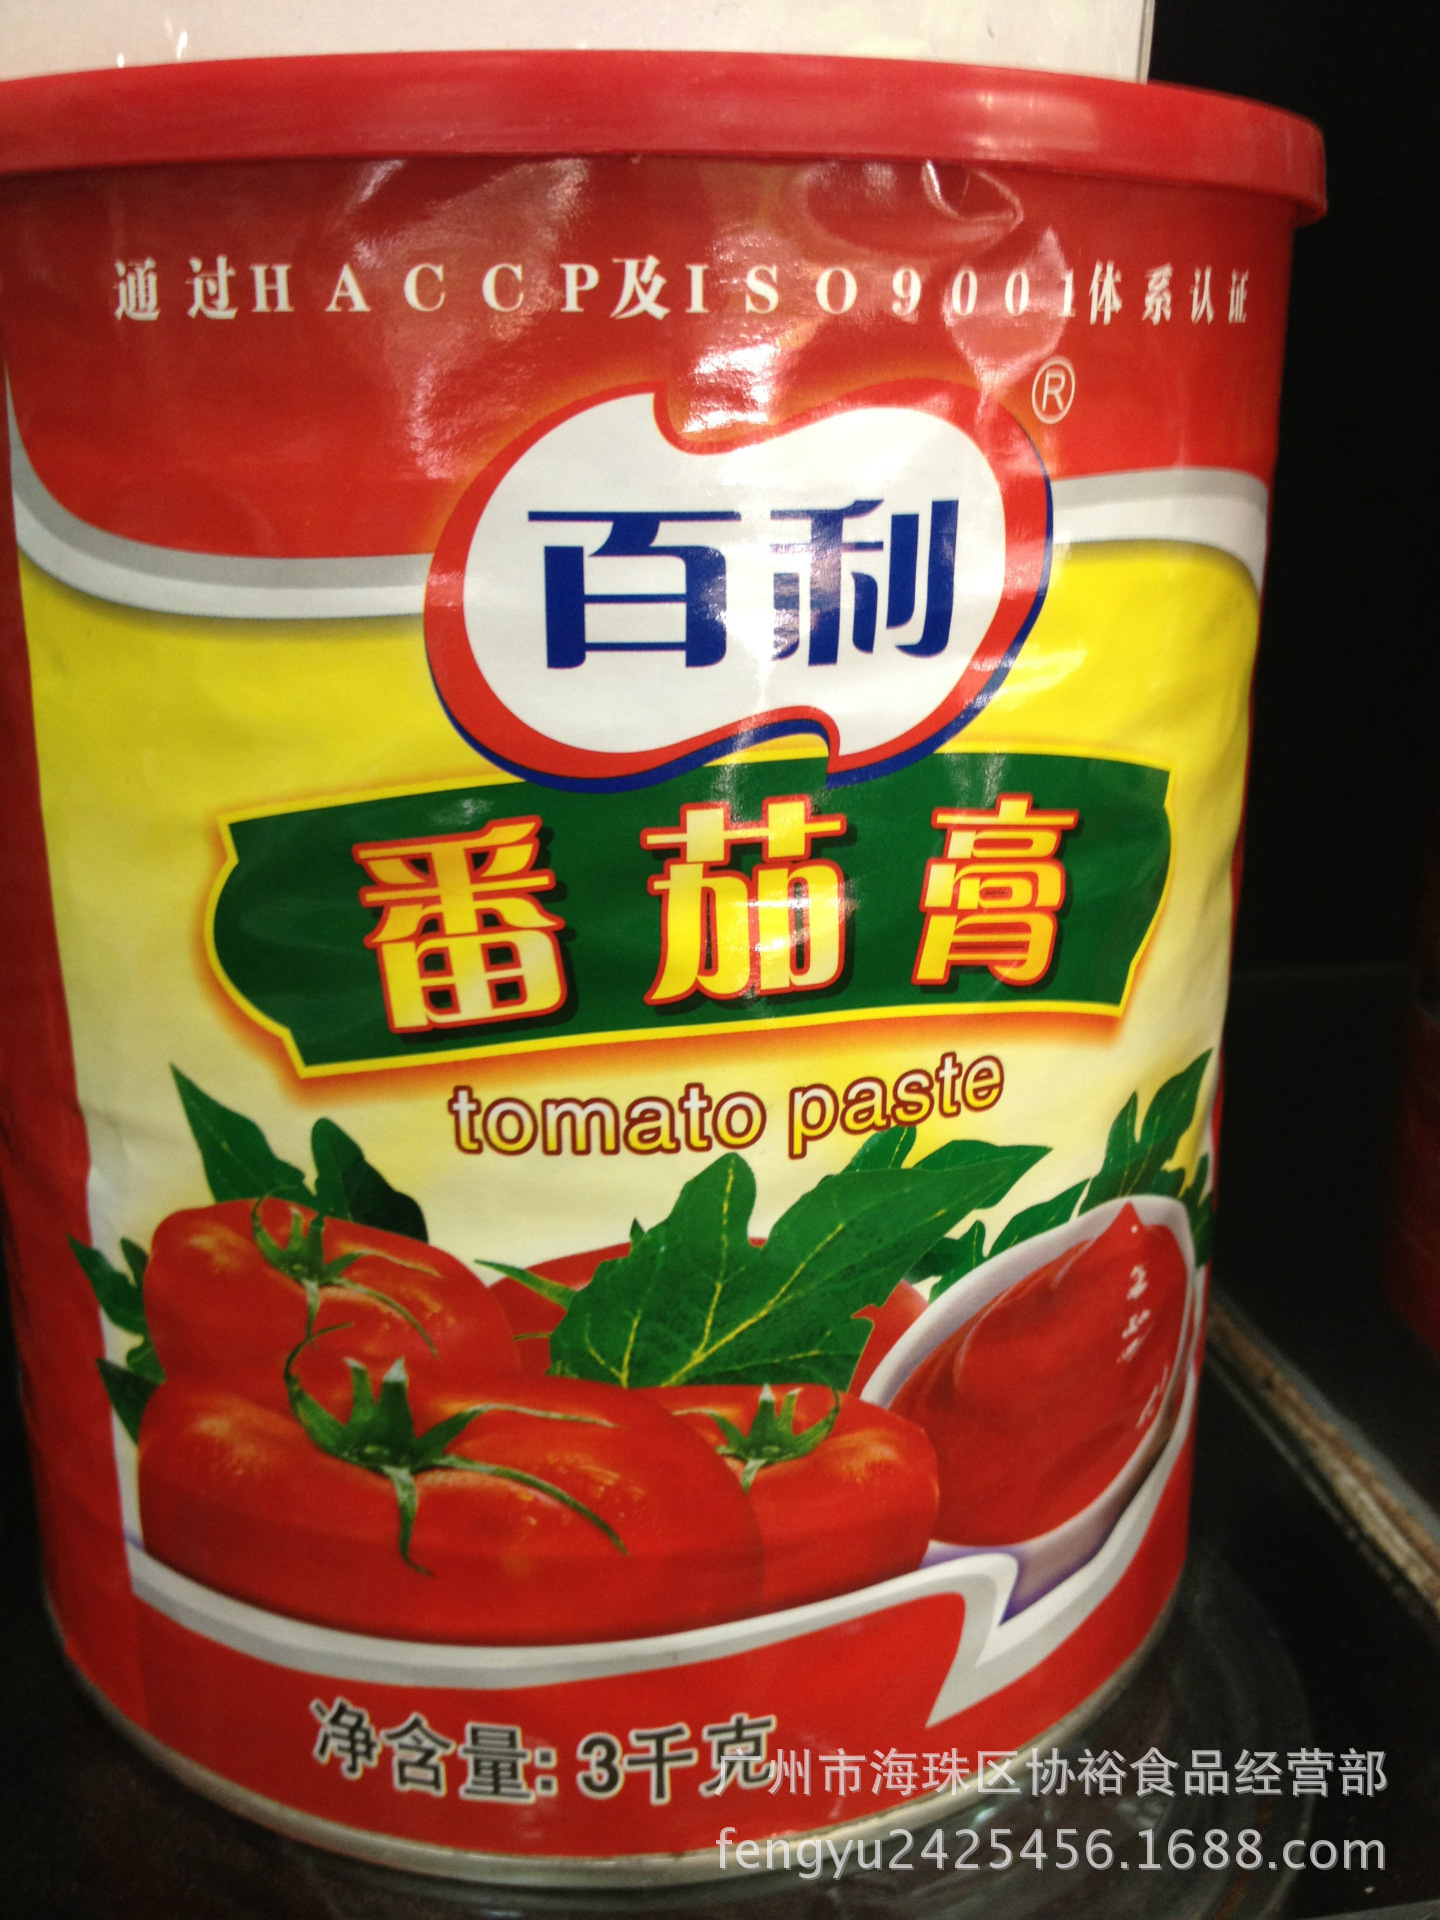 通过HACCP及ISO9001体系认证
®
百利
番茄膏
tomato paste
净含量:3千克
广州市海珠区协裕食品经营部
fengyu2425456.1688.com